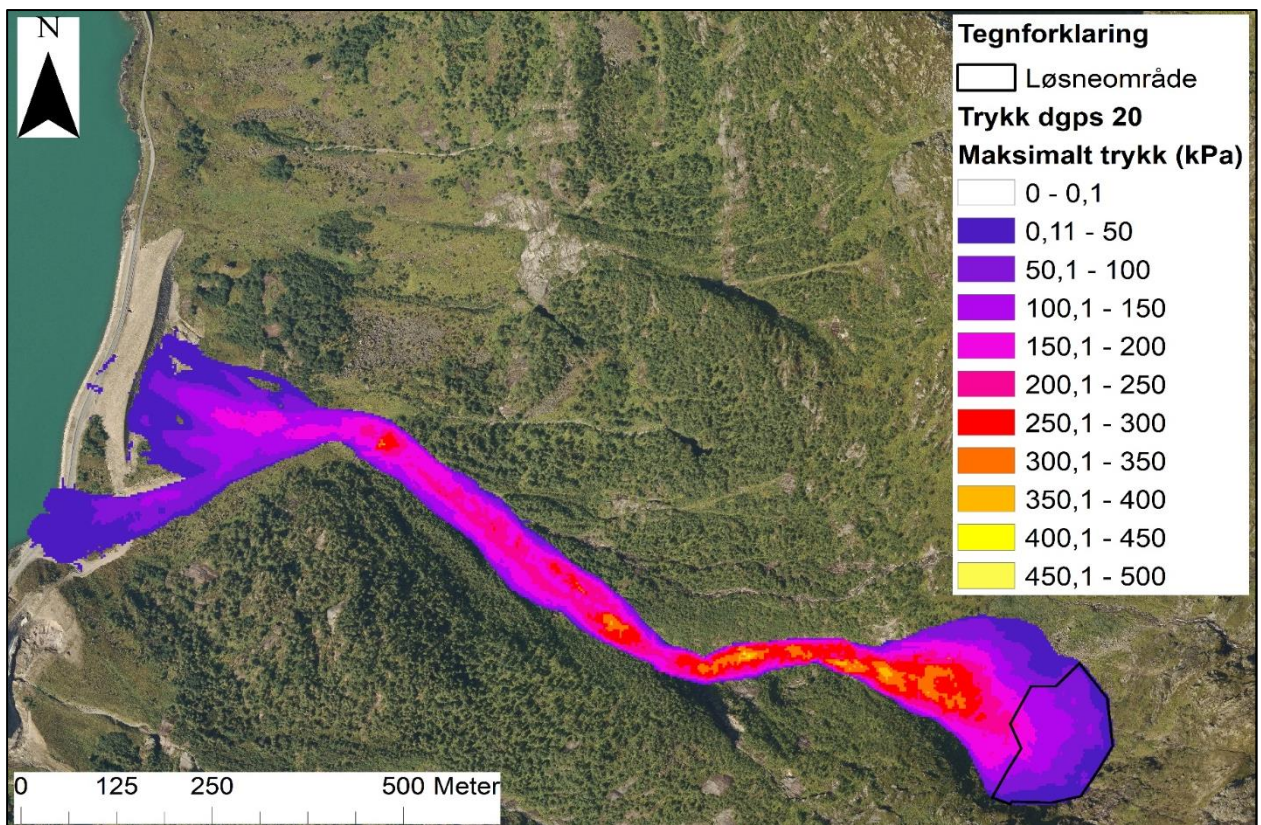 N
Tegnforklaring
Løsneområde
Trykk dgps 20
Maksimalt trykk (kPa)
0 - 0,1
0,11 - 50
50,1 - 100
100,1 - 150
150,1 - 200
200,1 - 250
250,1 - 300
300,1 - 350
350,1 - 400
400,1 - 450
450,1 - 500
0 125 250 500 Meter